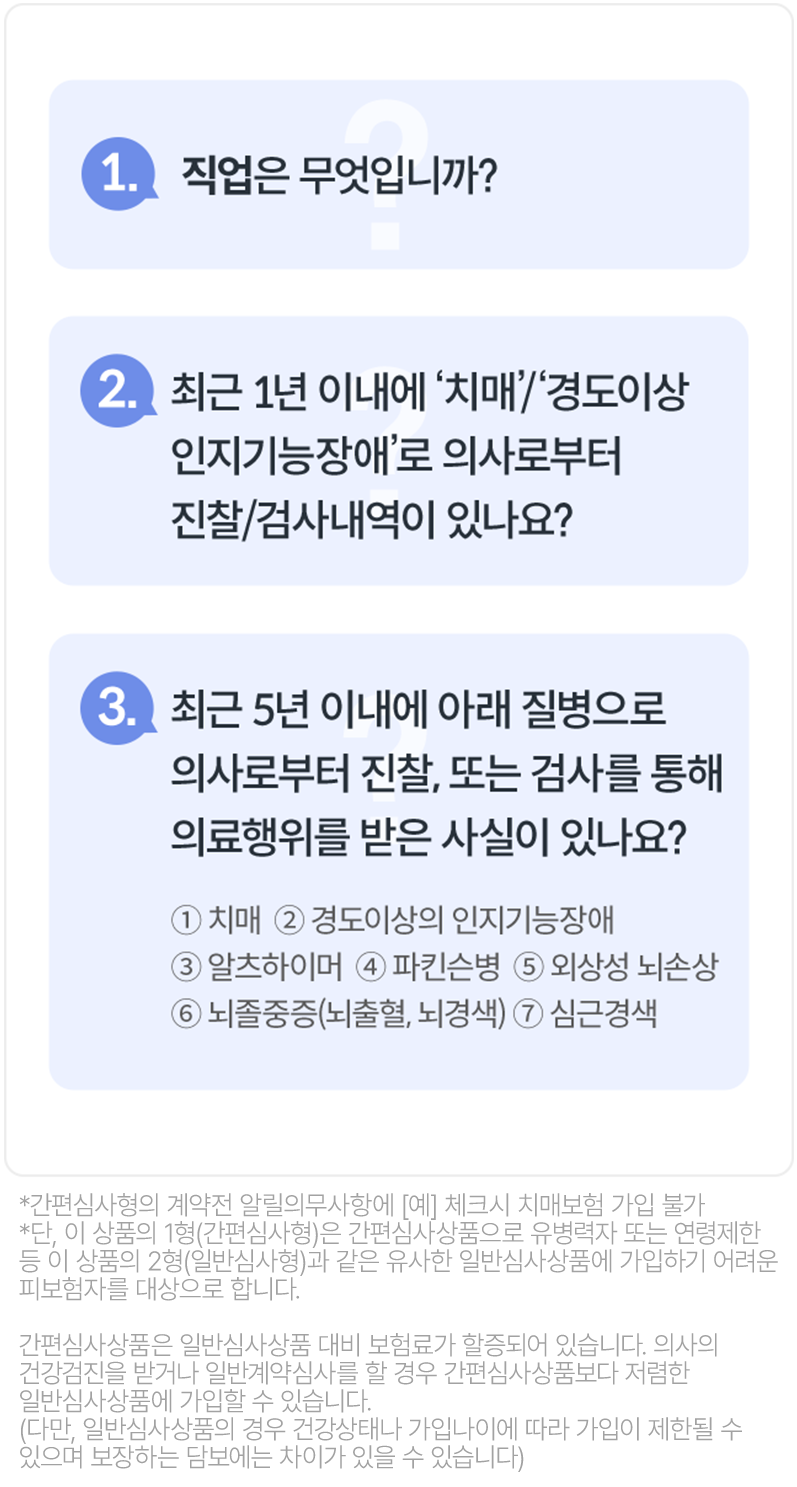 1. 직업은 무엇입니까?
2. 최근 1년 이내에 ‘치매’/‘경도이상
인지기능장애’로 의사로부터
진찰/검사내역이 있나요?
3. 최근 5년 이내에 아래 질병으로
의사로부터 진찰, 또는 검사를 통해
의료행위를 받은 사실이 있나요?
① 치매 ② 경도이상의 인지기능장애
③ 알츠하이머 ④ 파킨슨병 ⑤ 외상성 뇌손상
⑥ 뇌졸중증(뇌출혈, 뇌경색) ⑦ 심근경색
*간편심사형의 계약전 알릴의무사항에 [예] 체크시 치매보험 가입 불가
*단, 이 상품의 1형(간편심사형)은 간편심사상품으로 유병력자 또는 연령제한
등 이 상품의 2형(일반심사형)과 같은 유사한 일반심사상품에 가입하기 어려운
피보험자를 대상으로 합니다.
간편심사상품은 일반심사상품 대비 보험료가 할증되어 있습니다. 의사의
건강검진을 받거나 일반계약심사를 할 경우 간편심사상품보다 저렴한
일반심사상품에 가입할 수 있습니다.
(다만, 일반심사상품의 경우 건강상태나 가입나이에 따라 가입이 제한될 수
있으며 보장하는 담보에는 차이가 있을 수 있습니다)